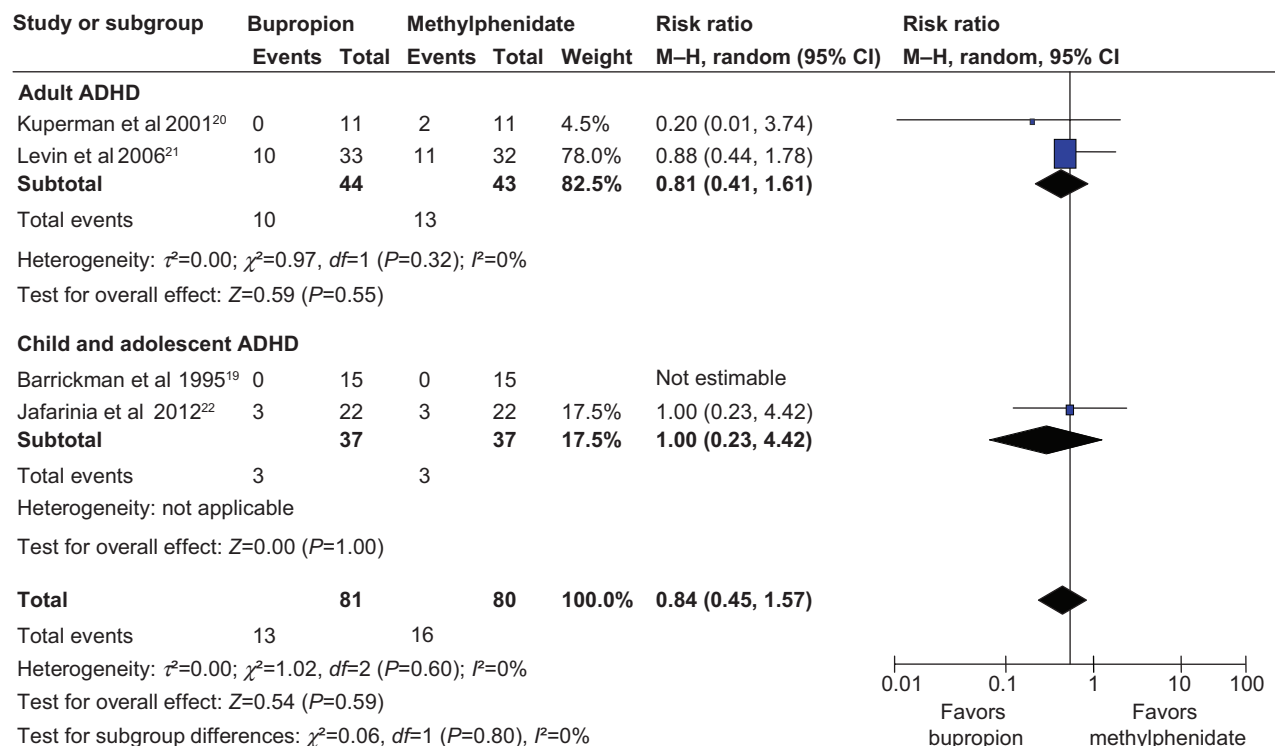 Study or subgroup Bupropion Methylphenidate Risk ratio Risk ratio
Events Total Events Total Weight M–H, random (95% CI) M–H, random, 95% CI
Adult ADHD
Kuperman et al 2001²⁰ 0 11 2 11 4.5% 0.20 (0.01, 3.74)
Levin et al 2006²¹ 10 33 11 32 78.0% 0.88 (0.44, 1.78)
Subtotal 44 43 82.5% 0.81 (0.41, 1.61)
Total events 10 13
Heterogeneity: τ²=0.00; χ²=0.97, df=1 (P=0.32); I²=0%
Test for overall effect: Z=0.59 (P=0.55)
Child and adolescent ADHD
Barrickman et al 1995¹⁹ 0 15 0 15 Not estimable
Jafarinia et al 2012²² 3 22 3 22 17.5% 1.00 (0.23, 4.42)
Subtotal 37 37 17.5% 1.00 (0.23, 4.42)
Total events 3 3
Heterogeneity: not applicable
Test for overall effect: Z=0.00 (P=1.00)
Total 81 80 100.0% 0.84 (0.45, 1.57)
Total events 13 16
Heterogeneity: τ²=0.00; χ²=1.02, df=2 (P=0.60); I²=0%
Test for overall effect: Z=0.54 (P=0.59)
Test for subgroup differences: χ²=0.06, df=1 (P=0.80), I²=0%
0.01 0.1 1 10 100
Favors Favors
bupropion methylphenidate